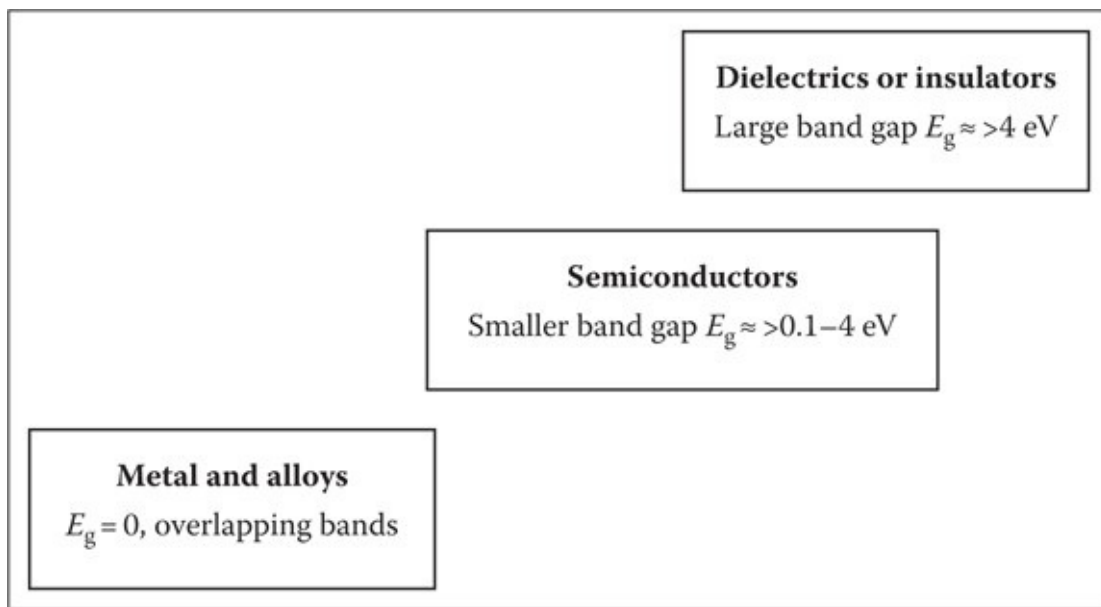 Dielectrics or insulators
Large band gap Eg ≈ >4 eV
Semiconductors
Smaller band gap Eg ≈ >0.1–4 eV
Metal and alloys
Eg = 0, overlapping bands